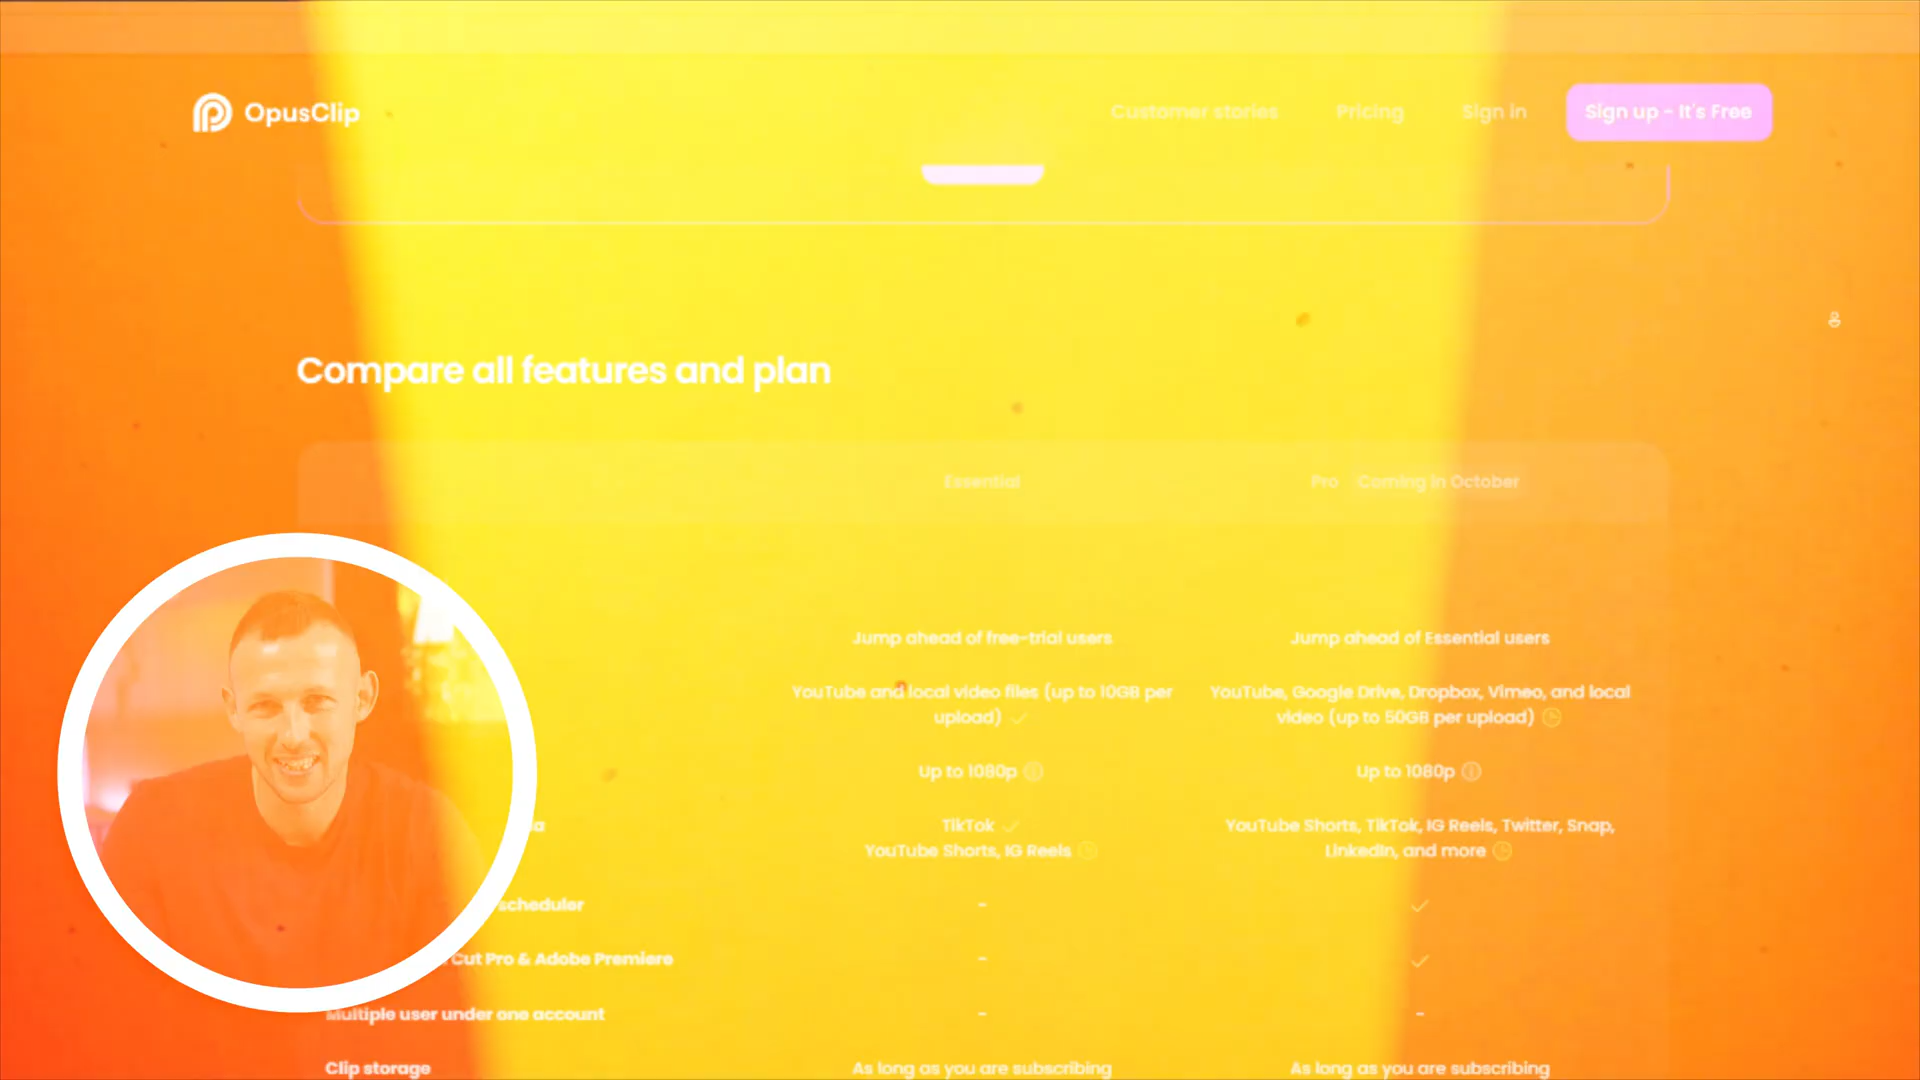 OpusClip
Customer stories
Pricing
Sign in
Sign up - It's Free
Compare all features and plan
Essential
Pro
Coming in October
Jump ahead of free-trial users
Jump ahead of Essential users
YouTube and local video files (up to 10GB per
upload)
YouTube, Google Drive, Dropbox, Vimeo, and local
video (up to 50GB per upload)
Up to 1080p
Up to 1080p
a
TikTok
YouTube Shorts, IG Reels
YouTube Shorts, TikTok, IG Reels, Twitter, Snap,
LinkedIn, and more
scheduler
-
Cut Pro & Adobe Premiere
-
Multiple user under one account
-
-
Clip storage
As long as you are subscribing
As long as you are subscribing